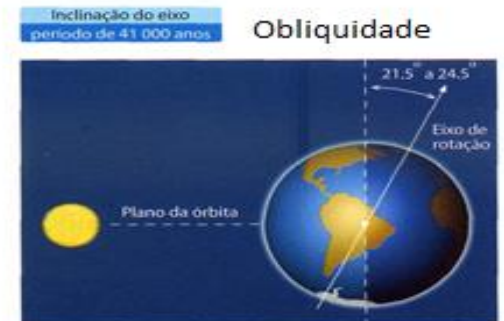 Inclinação do eixo
período de 41 000 anos
Obliquidade
21.5° a 24.5°
Eixo de
rotação
Plano da órbita